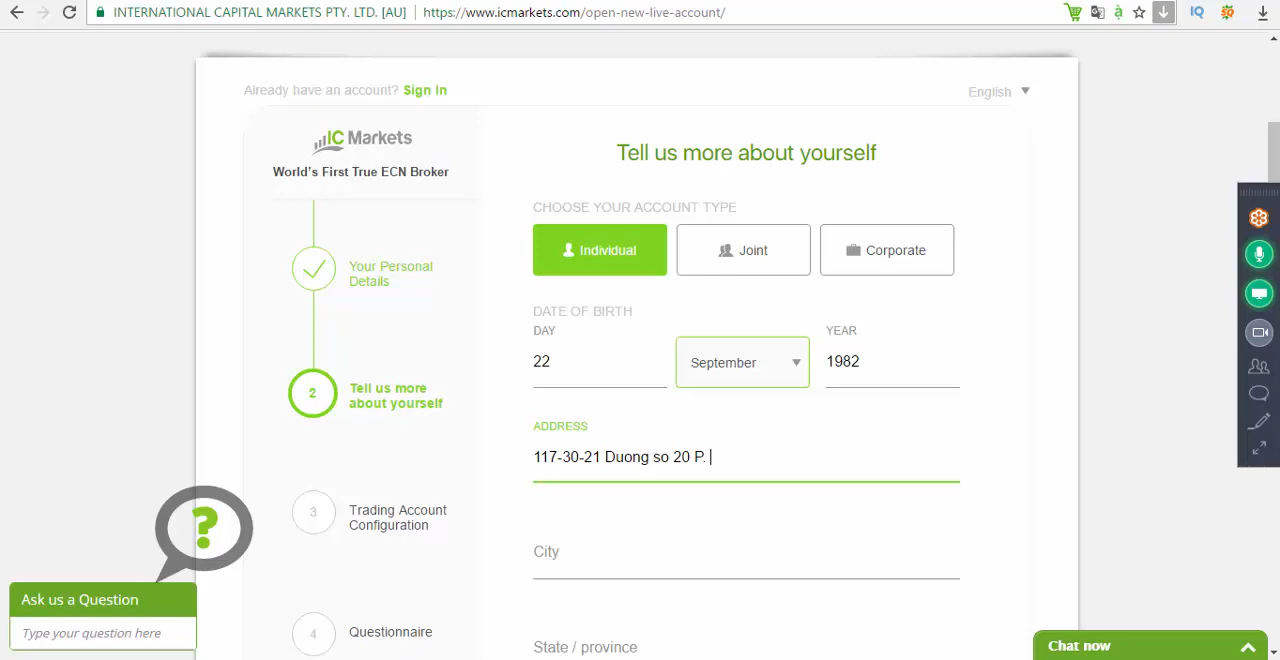 INTERNATIONAL CAPITAL MARKETS PTY. LTD. [AU] https://www.icmarkets.com/open-new-live-account/
IQ
Already have an account? Sign In
English
IC Markets
World's First True ECN Broker
Your Personal
Details
2
Tell us more
about yourself
3
Trading Account
Configuration
4
Questionnaire
Tell us more about yourself
CHOOSE YOUR ACCOUNT TYPE
Individual
Joint
Corporate
DATE OF BIRTH
DAY
YEAR
22
September
1982
ADDRESS
117-30-21 Duong so 20 P.
City
State / province
?
Ask us a Question
Type your question here
Chat now